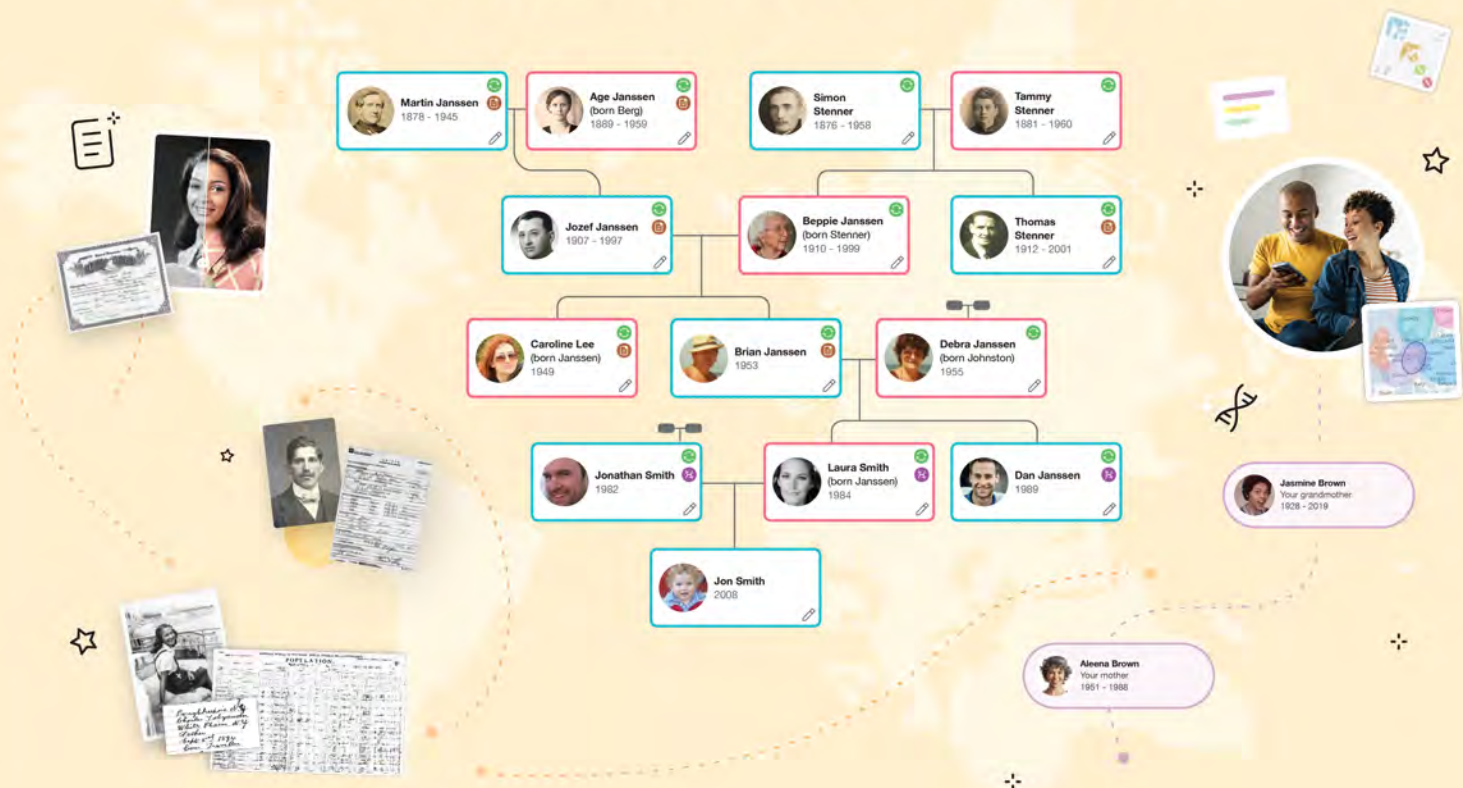 Martin Janssen
1878 - 1945
Age Janssen
(born Berg)
1889 - 1959
Simon
Stenner
1876 - 1958
Tammy
Stenner
1881 - 1960
Jozef Janssen
1907 - 1997
Beppie Janssen
(born Stenner)
1910 - 1999
Thomas
Stenner
1912 - 2001
Caroline Lee
(born Janssen)
1949
Brian Janssen
1953
Debra Janssen
(born Johnston)
1955
Jonathan Smith
1982
Laura Smith
(born Janssen)
1984
Dan Janssen
1989
Jon Smith
2008
Jasmine Brown
Your grandmother
1928 - 2019
Aleena Brown
Your mother
1951 - 1988
POPULATION